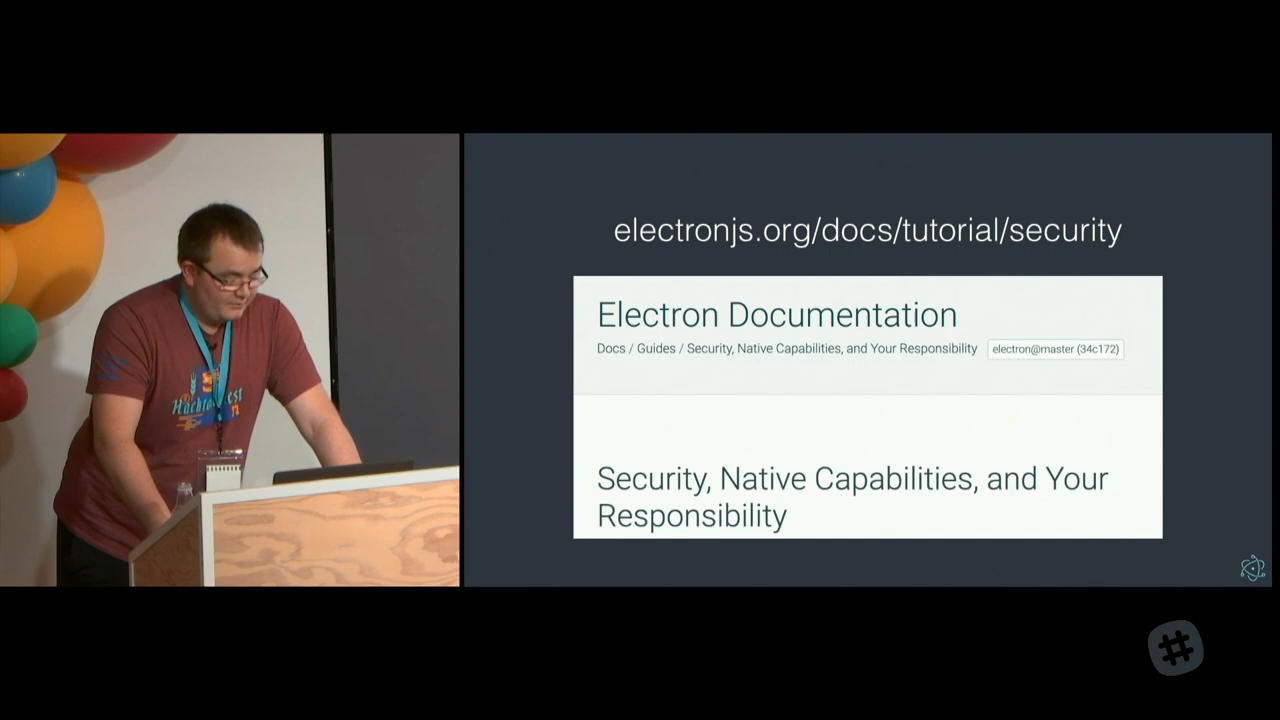 electronjs.org/docs/tutorial/security
Electron Documentation
Docs / Guides / Security, Native Capabilities, and Your Responsibility electron@master (34c172)
Security, Native Capabilities, and Your
Responsibility